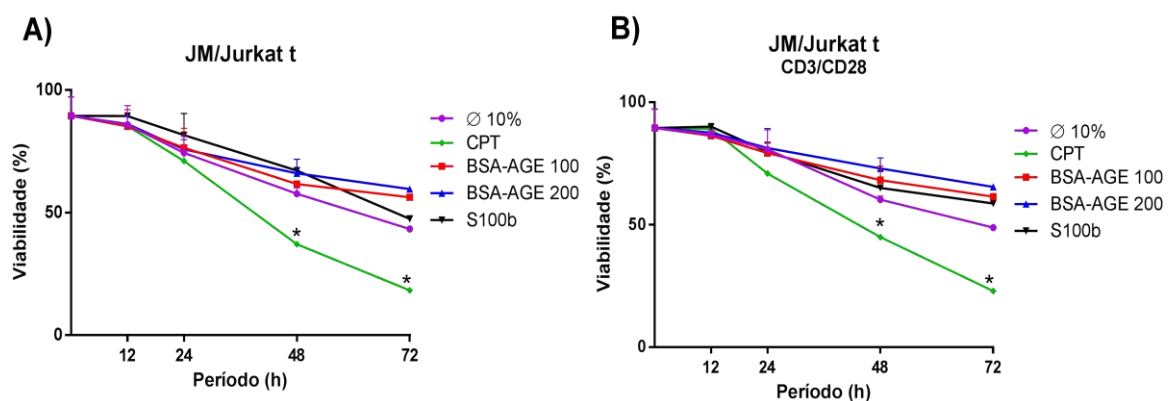 A)
JM/Jurkat t
100
50
0
12 24 48 72
Viabilidade (%)
Período (h)
∅ 10%
CPT
BSA-AGE 100
BSA-AGE 200
S100b
*
*
B)
JM/Jurkat t
CD3/CD28
100
50
0
12 24 48 72
Viabilidade (%)
Período (h)
∅ 10%
CPT
BSA-AGE 100
BSA-AGE 200
S100b
*
*